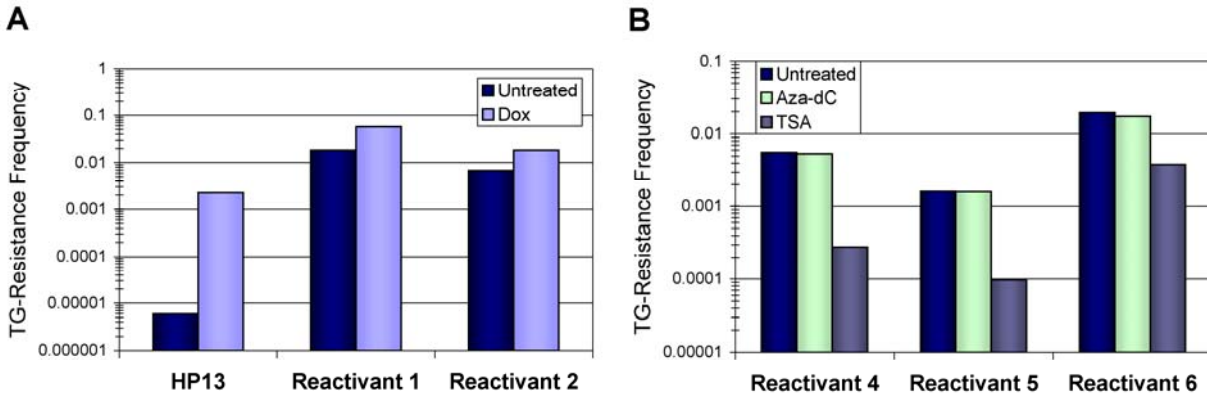 A
TG-Resistance Frequency
1
0.1
0.01
0.001
0.0001
0.00001
0.000001
Untreated
Dox
HP13 Reactivant 1 Reactivant 2
B
TG-Resistance Frequency
0.1
0.01
0.001
0.0001
0.00001
Untreated
Aza-dC
TSA
Reactivant 4 Reactivant 5 Reactivant 6